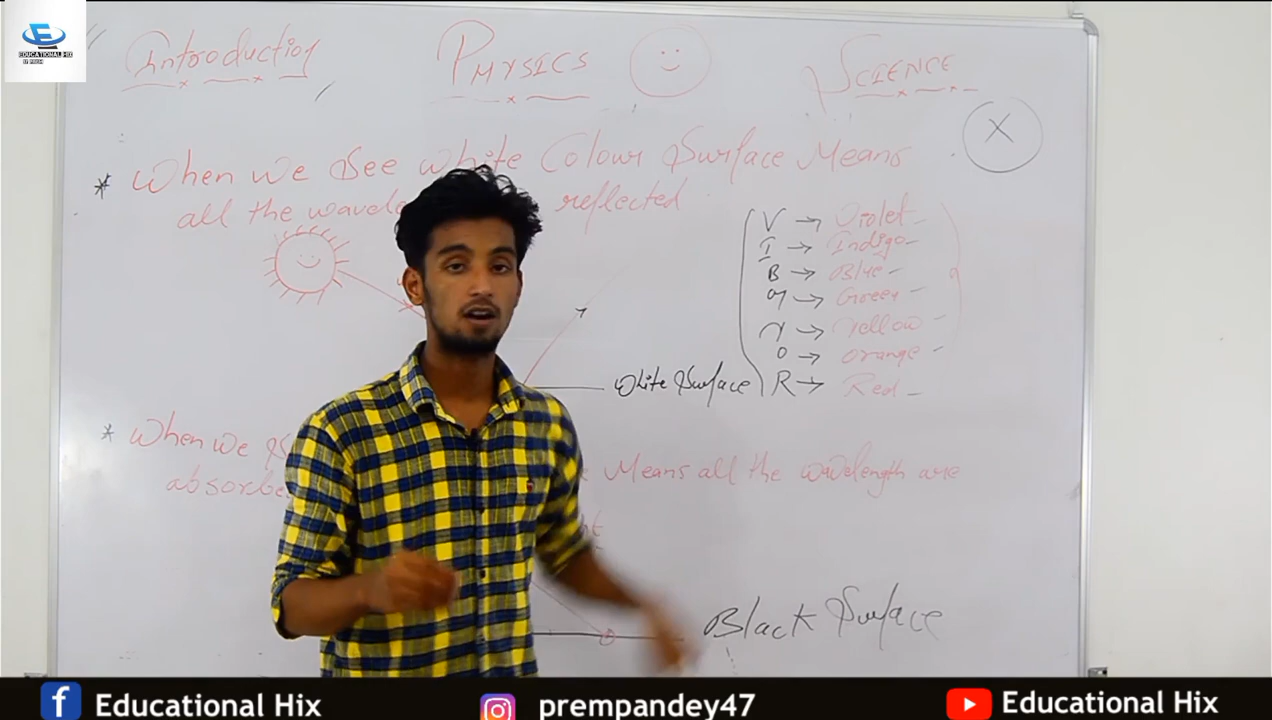 EDUCATIONAL HIX
Introduction PHYSICS SCIENCE
X
* When we See white Colour Surface Means
all the reflected
V → Violet
I → Indigo
B → Blue
G → Green
Y → Yellow
O → Orange
R → Red
White Surface
* When we
Means all the wavelength are
Black Surface
Educational Hix prempandey47 Educational Hix